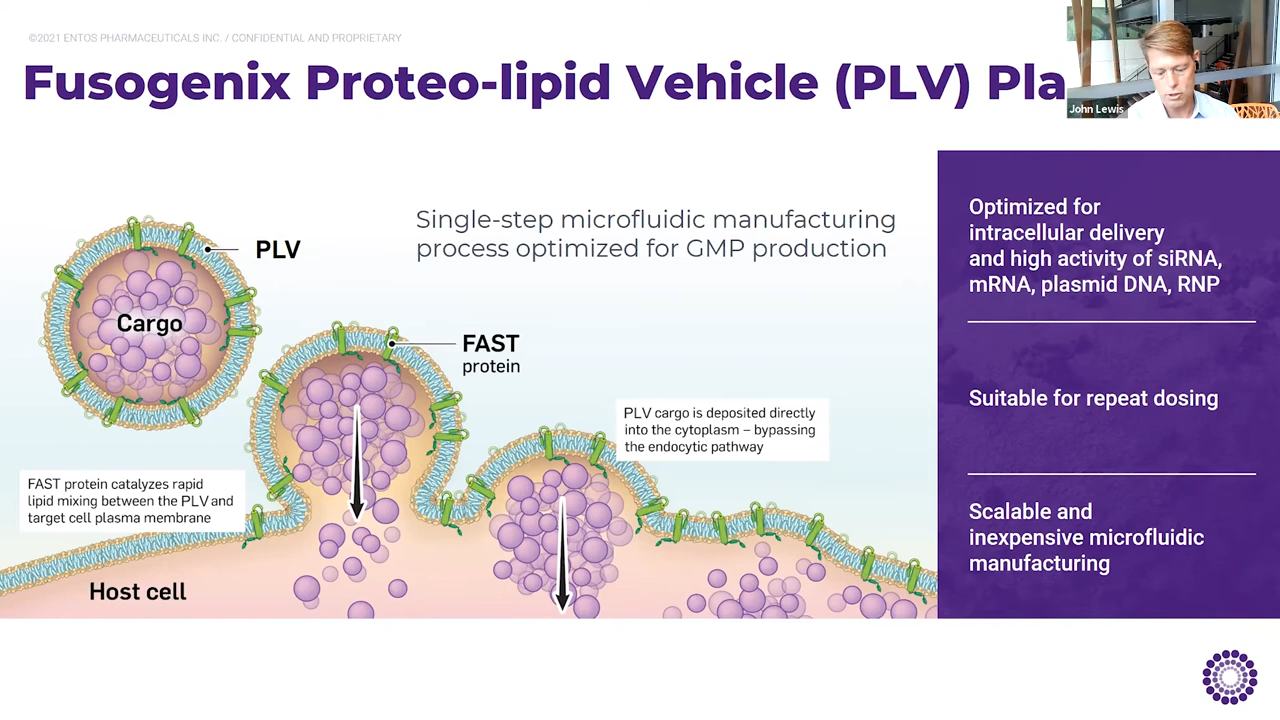 ©2021 ENTOS PHARMACEUTICALS INC. / CONFIDENTIAL AND PROPRIETARY
Fusogenix Proteo-lipid Vehicle (PLV) Pla
John Lewis
Single-step microfluidic manufacturing
process optimized for GMP production
PLV
Cargo
FAST
protein
PLV cargo is deposited directly
into the cytoplasm – bypassing
the endocytic pathway
FAST protein catalyzes rapid
lipid mixing between the PLV and
target cell plasma membrane
Host cell
Optimized for
intracellular delivery
and high activity of siRNA,
mRNA, plasmid DNA, RNP
Suitable for repeat dosing
Scalable and
inexpensive microfluidic
manufacturing